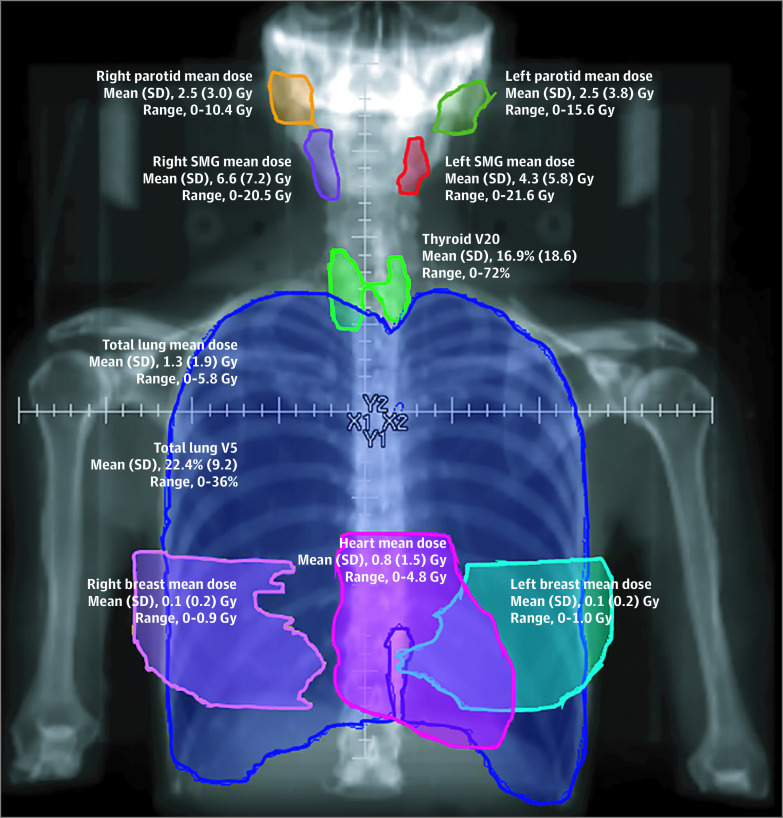 Right parotid mean dose
Mean (SD), 2.5 (3.0) Gy
Range, 0-10.4 Gy
Left parotid mean dose
Mean (SD), 2.5 (3.8) Gy
Range, 0-15.6 Gy
Right SMG mean dose
Mean (SD), 6.6 (7.2) Gy
Range, 0-20.5 Gy
Left SMG mean dose
Mean (SD), 4.3 (5.8) Gy
Range, 0-21.6 Gy
Thyroid V20
Mean (SD), 16.9% (18.6)
Range, 0-72%
Total lung mean dose
Mean (SD), 1.3 (1.9) Gy
Range, 0-5.8 Gy
Y2
X1 X2
Y1
Total lung V5
Mean (SD), 22.4% (9.2)
Range, 0-36%
Heart mean dose
Mean (SD), 0.8 (1.5) Gy
Range, 0-4.8 Gy
Right breast mean dose
Mean (SD), 0.1 (0.2) Gy
Range, 0-0.9 Gy
Left breast mean dose
Mean (SD), 0.1 (0.2) Gy
Range, 0-1.0 Gy